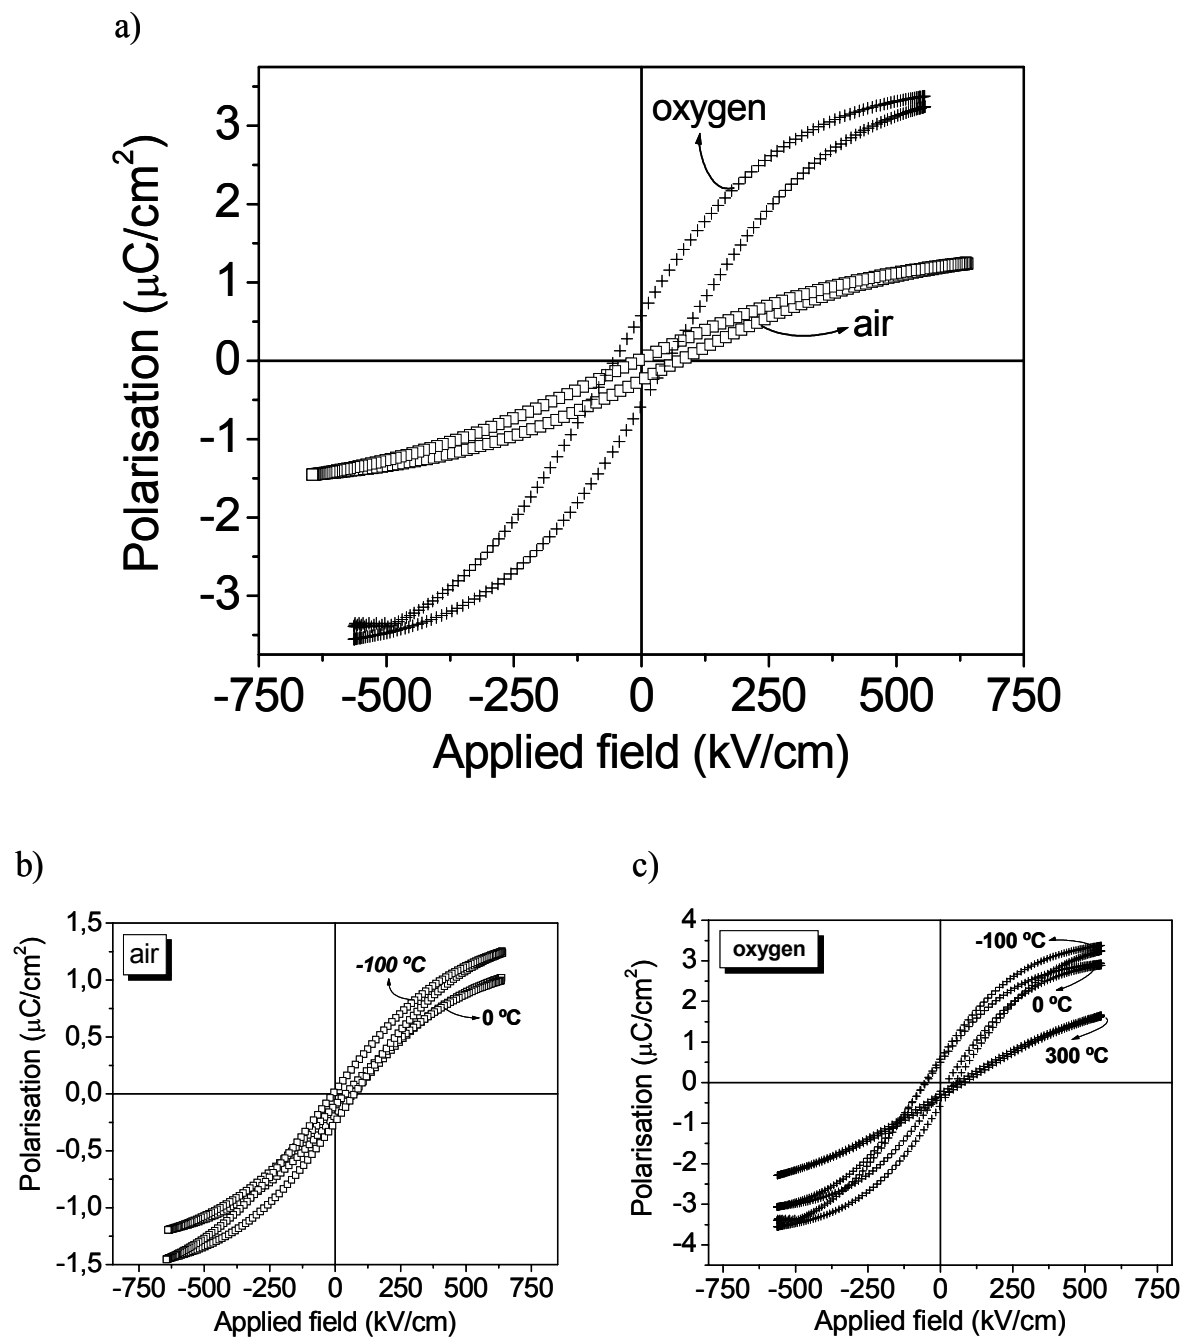 a)
oxygen
air
3
2
1
0
-1
-2
-3
Polarisation (μC/cm²)
-750 -500 -250 0 250 500 750
Applied field (kV/cm)
b)
air
-100 ºC
0 ºC
1,5
1,0
0,5
0,0
-0,5
-1,0
-1,5
Polarisation (μC/cm²)
-750 -500 -250 0 250 500 750
Applied field (kV/cm)
c)
oxygen
-100 ºC
0 ºC
300 ºC
4
3
2
1
0
-1
-2
-3
-4
Polarisation (μC/cm²)
-750 -500 -250 0 250 500 750
Applied field (kV/cm)